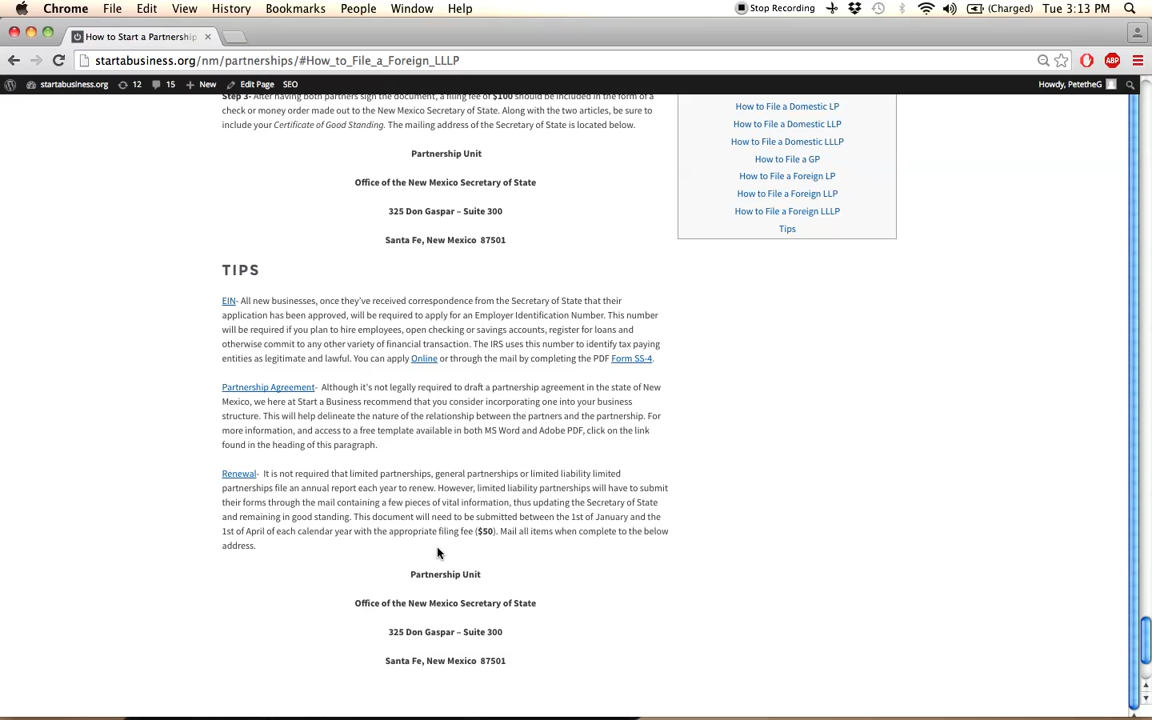 Chrome File Edit View History Bookmarks People Window Help Stop Recording (Charged) Tue 3:13 PM
How to Start a Partnership
startabusiness.org/nm/partnerships/#How_to_File_a_Foreign_LLLP ABP
startabusiness.org 12 15 New Edit Page SEO Howdy, PetetheG
Step 3- After having both partners sign the document, a filing fee of $100 should be included in the form of a
check or money order made out to the New Mexico Secretary of State. Along with the two articles, be sure to
include your Certificate of Good Standing. The mailing address of the Secretary of State is located below.
Partnership Unit
Office of the New Mexico Secretary of State
325 Don Gaspar – Suite 300
Santa Fe, New Mexico 87501
How to File a Domestic LP
How to File a Domestic LLP
How to File a Domestic LLLP
How to File a GP
How to File a Foreign LP
How to File a Foreign LLP
How to File a Foreign LLLP
Tips
TIPS
EIN- All new businesses, once they've received correspondence from the Secretary of State that their
application has been approved, will be required to apply for an Employer Identification Number. This number
will be required if you plan to hire employees, open checking or savings accounts, register for loans and
otherwise commit to any other variety of financial transaction. The IRS uses this number to identify tax paying
entities as legitimate and lawful. You can apply Online or through the mail by completing the PDF Form SS-4.
Partnership Agreement- Although it's not legally required to draft a partnership agreement in the state of New
Mexico, we here at Start a Business recommend that you consider incorporating one into your business
structure. This will help delineate the nature of the relationship between the partners and the partnership. For
more information, and access to a free template available in both MS Word and Adobe PDF, click on the link
found in the heading of this paragraph.
Renewal- It is not required that limited partnerships, general partnerships or limited liability limited
partnerships file an annual report each year to renew. However, limited liability partnerships will have to submit
their forms through the mail containing a few pieces of vital information, thus updating the Secretary of State
and remaining in good standing. This document will need to be submitted between the 1st of January and the
1st of April of each calendar year with the appropriate filing fee ($50). Mail all items when complete to the below
address.
Partnership Unit
Office of the New Mexico Secretary of State
325 Don Gaspar – Suite 300
Santa Fe, New Mexico 87501